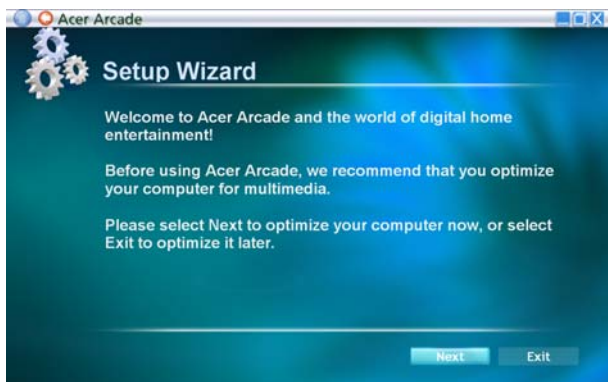 Acer Arcade
Setup Wizard
Welcome to Acer Arcade and the world of digital home
entertainment!
Before using Acer Arcade, we recommend that you optimize
your computer for multimedia.
Please select Next to optimize your computer now, or select
Exit to optimize it later.
Next Exit